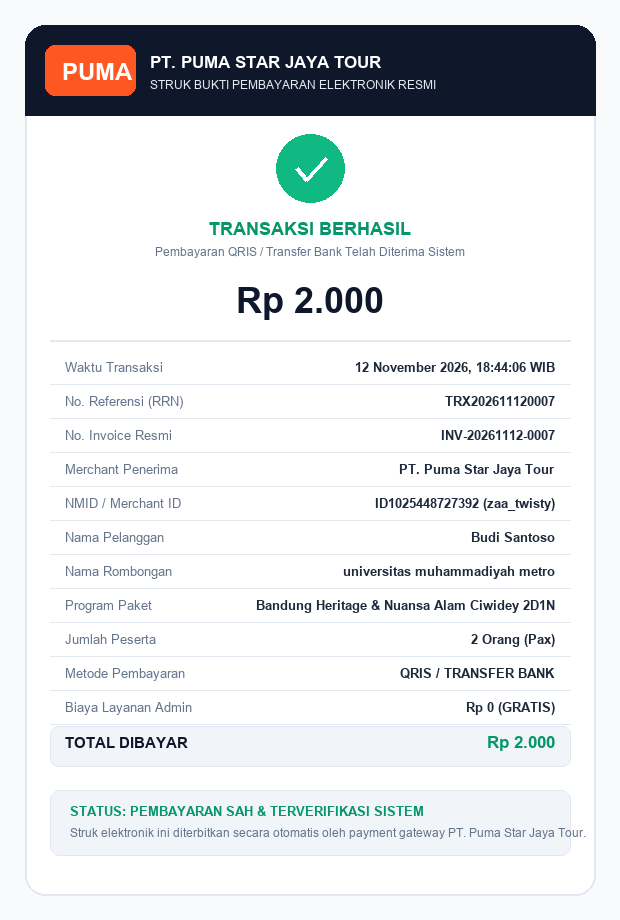 PUMA
PT. PUMA STAR JAYA TOUR
STRUK BUKTI PEMBAYARAN ELEKTRONIK RESMI
TRANSAKSI BERHASIL
Pembayaran QRIS / Transfer Bank Telah Diterima Sistem
Rp 2.000
Waktu Transaksi 12 November 2026, 18:44:06 WIB
No. Referensi (RRN) TRX202611120007
No. Invoice Resmi INV-20261112-0007
Merchant Penerima PT. Puma Star Jaya Tour
NMID / Merchant ID ID1025448727392 (zaa_twisty)
Nama Pelanggan Budi Santoso
Nama Rombongan universitas muhammadiyah metro
Program Paket Bandung Heritage & Nuansa Alam Ciwidey 2D1N
Jumlah Peserta 2 Orang (Pax)
Metode Pembayaran QRIS / TRANSFER BANK
Biaya Layanan Admin Rp 0 (GRATIS)
TOTAL DIBAYAR Rp 2.000
STATUS: PEMBAYARAN SAH & TERVERIFIKASI SISTEM
Struk elektronik ini diterbitkan secara otomatis oleh payment gateway PT. Puma Star Jaya Tour.